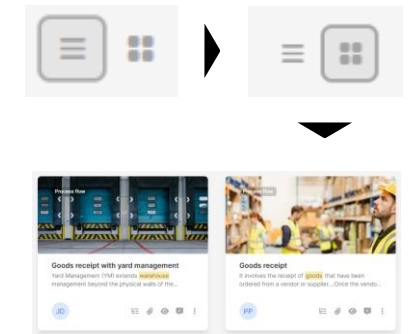 Process flow
Process flow
Goods receipt with yard management
Yard Management (YM) extends warehouse
management beyond the physical walls of the...
Goods receipt
It involves the receipt of goods that have been
ordered from a vendor or supplier...Once the vendo...
JD
PP